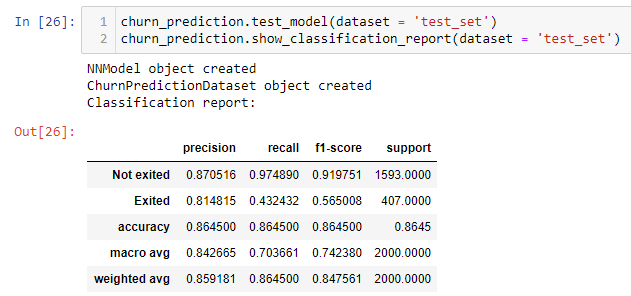 In [26]: 1 churn_prediction.test_model(dataset = 'test_set')
2 churn_prediction.show_classification_report(dataset = 'test_set')
NNModel object created
ChurnPredictionDataset object created
Classification report:
Out[26]:
precision recall f1-score support
Not exited 0.870516 0.974890 0.919751 1593.0000
Exited 0.814815 0.432432 0.565008 407.0000
accuracy 0.864500 0.864500 0.864500 0.8645
macro avg 0.842665 0.703661 0.742380 2000.0000
weighted avg 0.859181 0.864500 0.847561 2000.0000